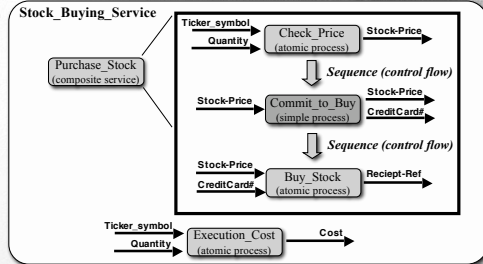 Stock_Buying_Service
Ticker_symbol
Quantity
Check_Price
(atomic process)
Stock-Price
Sequence (control flow)
Purchase_Stock
(composite service)
Stock-Price
Commit_to_Buy
(simple process)
Stock-Price
CreditCard#
Sequence (control flow)
Stock-Price
CreditCard#
Buy_Stock
(atomic process)
Reciept-Ref
Ticker_symbol
Quantity
Execution_Cost
(atomic process)
Cost